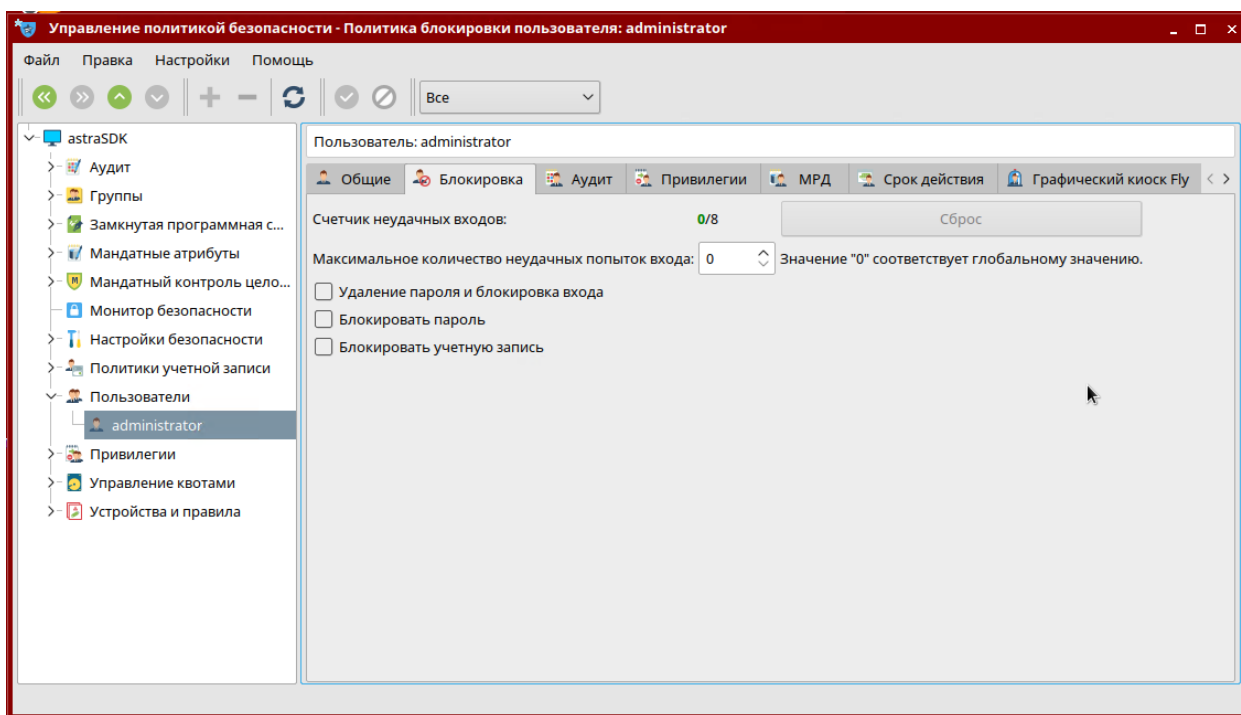 Управление политикой безопасности - Политика блокировки пользователя: administrator
Файл Правка Настройки Помощь
Все
astraSDK
Аудит
Группы
Замкнутая программная с...
Мандатные атрибуты
Мандатный контроль цело...
Монитор безопасности
Настройки безопасности
Политики учетной записи
Пользователи
administrator
Привилегии
Управление квотами
Устройства и правила
Пользователь: administrator
Общие Блокировка Аудит Привилегии МРД Срок действия Графический киоск Fly
Счетчик неудачных входов: 0/8 Сброс
Максимальное количество неудачных попыток входа: 0 Значение "0" соответствует глобальному значению.
Удаление пароля и блокировка входа
Блокировать пароль
Блокировать учетную запись